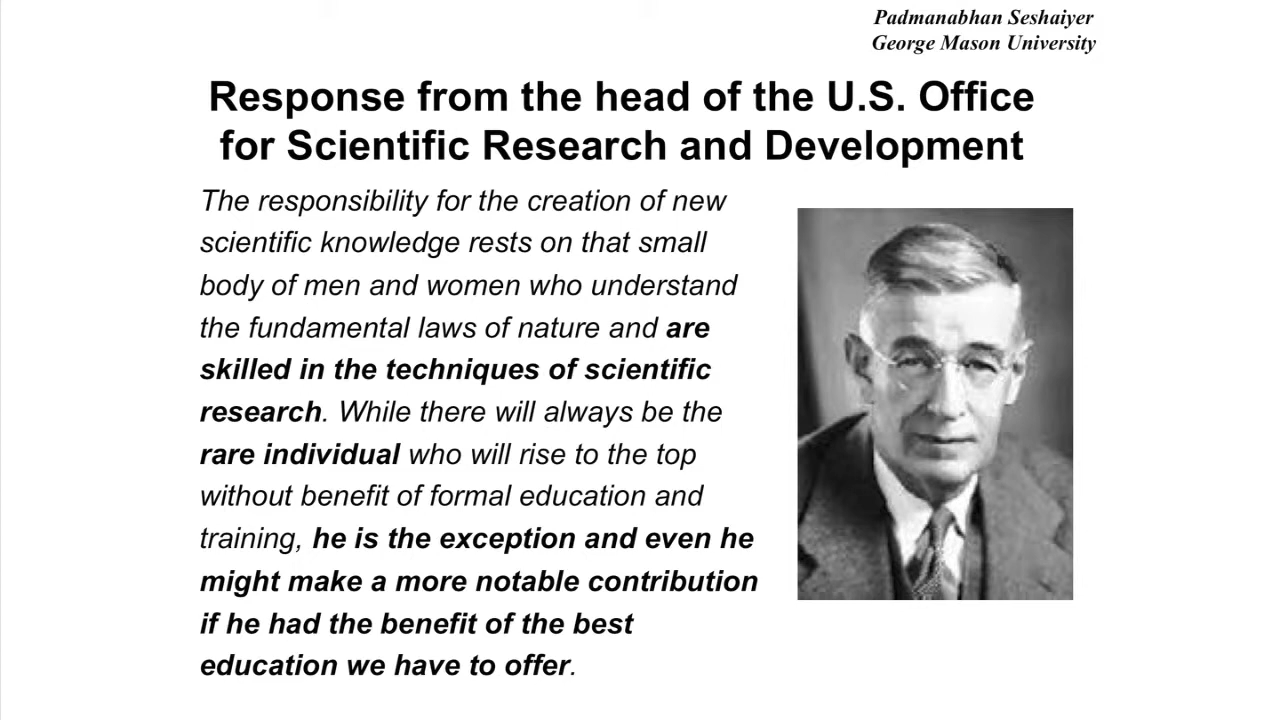 Padmanabhan Seshaiyer
George Mason University
Response from the head of the U.S. Office
for Scientific Research and Development
The responsibility for the creation of new
scientific knowledge rests on that small
body of men and women who understand
the fundamental laws of nature and are
skilled in the techniques of scientific
research. While there will always be the
rare individual who will rise to the top
without benefit of formal education and
training, he is the exception and even he
might make a more notable contribution
if he had the benefit of the best
education we have to offer.